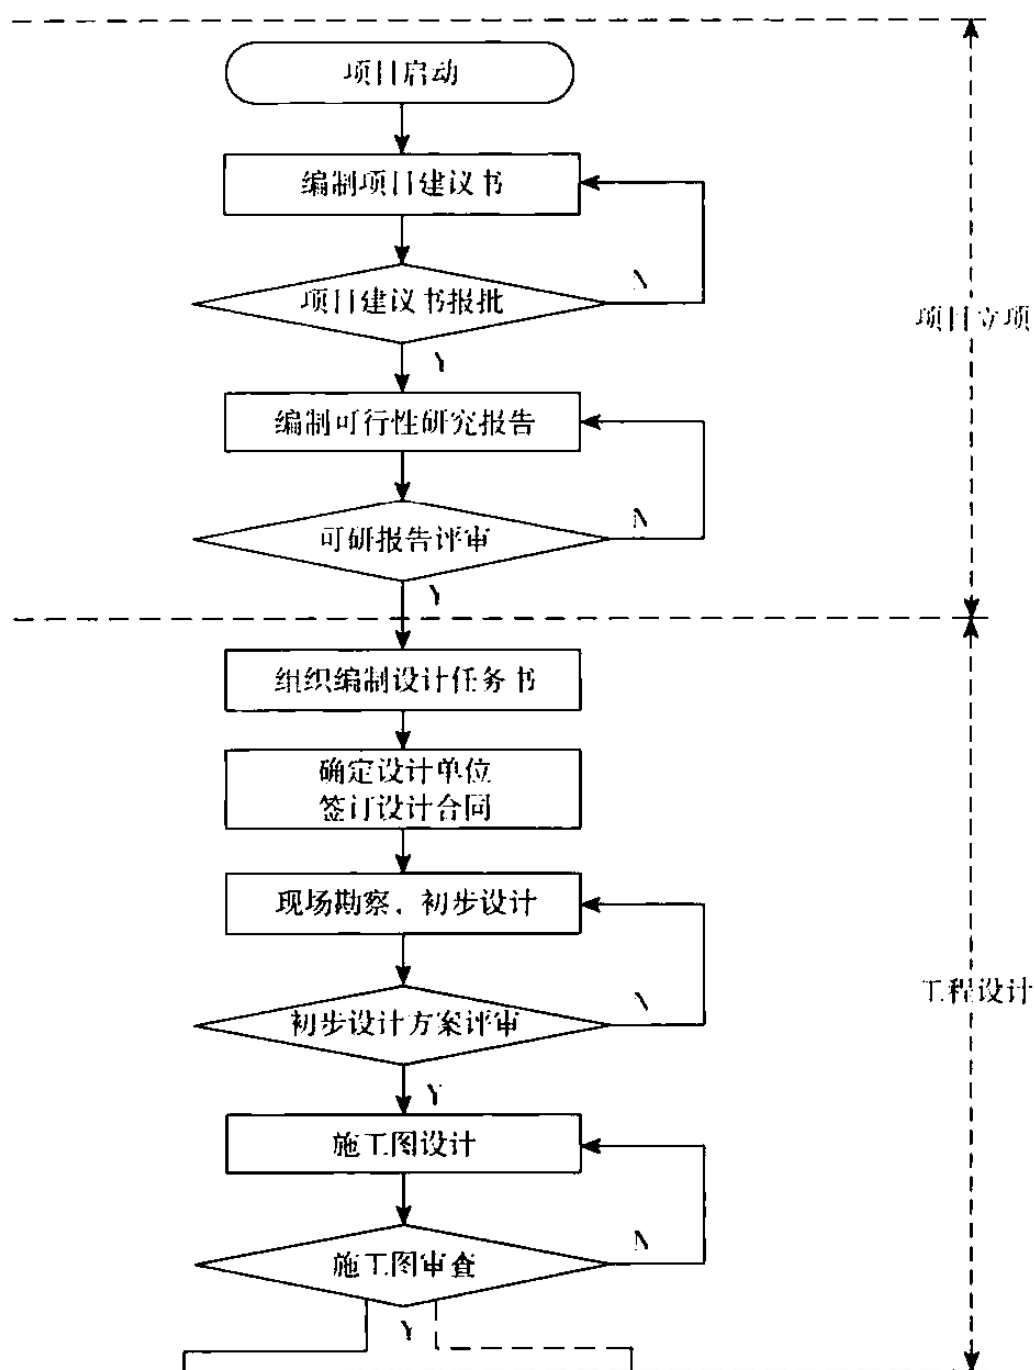 项目启动
编制项目建议书
N
项目建议书报批
项目立项
Y
编制可行性研究报告
N
可研报告评审
Y
组织编制设计任务书
确定设计单位
签订设计合同
现场勘察、初步设计
工程设计
N
初步设计方案评审
Y
施工图设计
N
施工图审查
Y